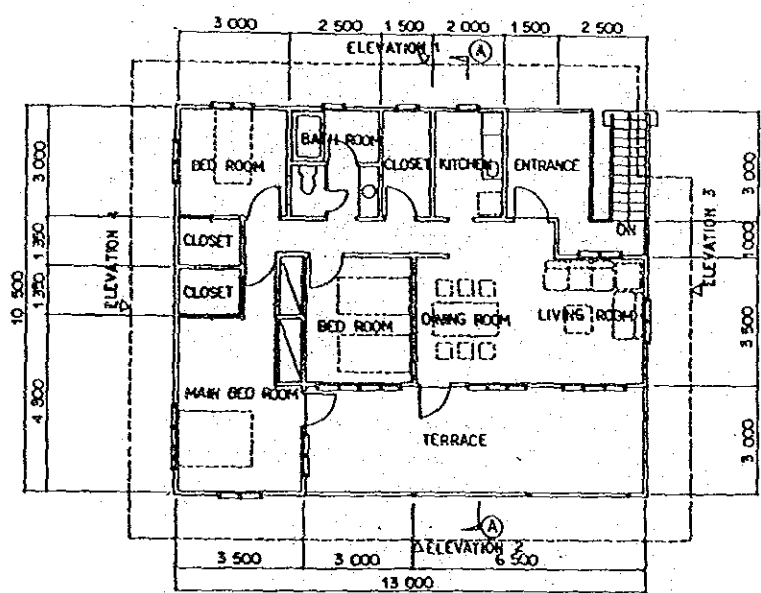 3 000 2 500 1 500 2 000 1 500 2 500
ELEVATION 1 A
BED ROOM
BATH ROOM
CLOSET
KITCHEN
ENTRANCE
3 000
3 000
ELEVATION 4
ELEVATION 3
CLOSET
ON
1 350
1 000
CLOSET
1 350
10 500
BED ROOM
DINING ROOM
LIVING ROOM
3 500
MAIN BED ROOM
4 800
TERRACE
3 000
A
ELEVATION 2
3 500 3 000 6 500
13 000